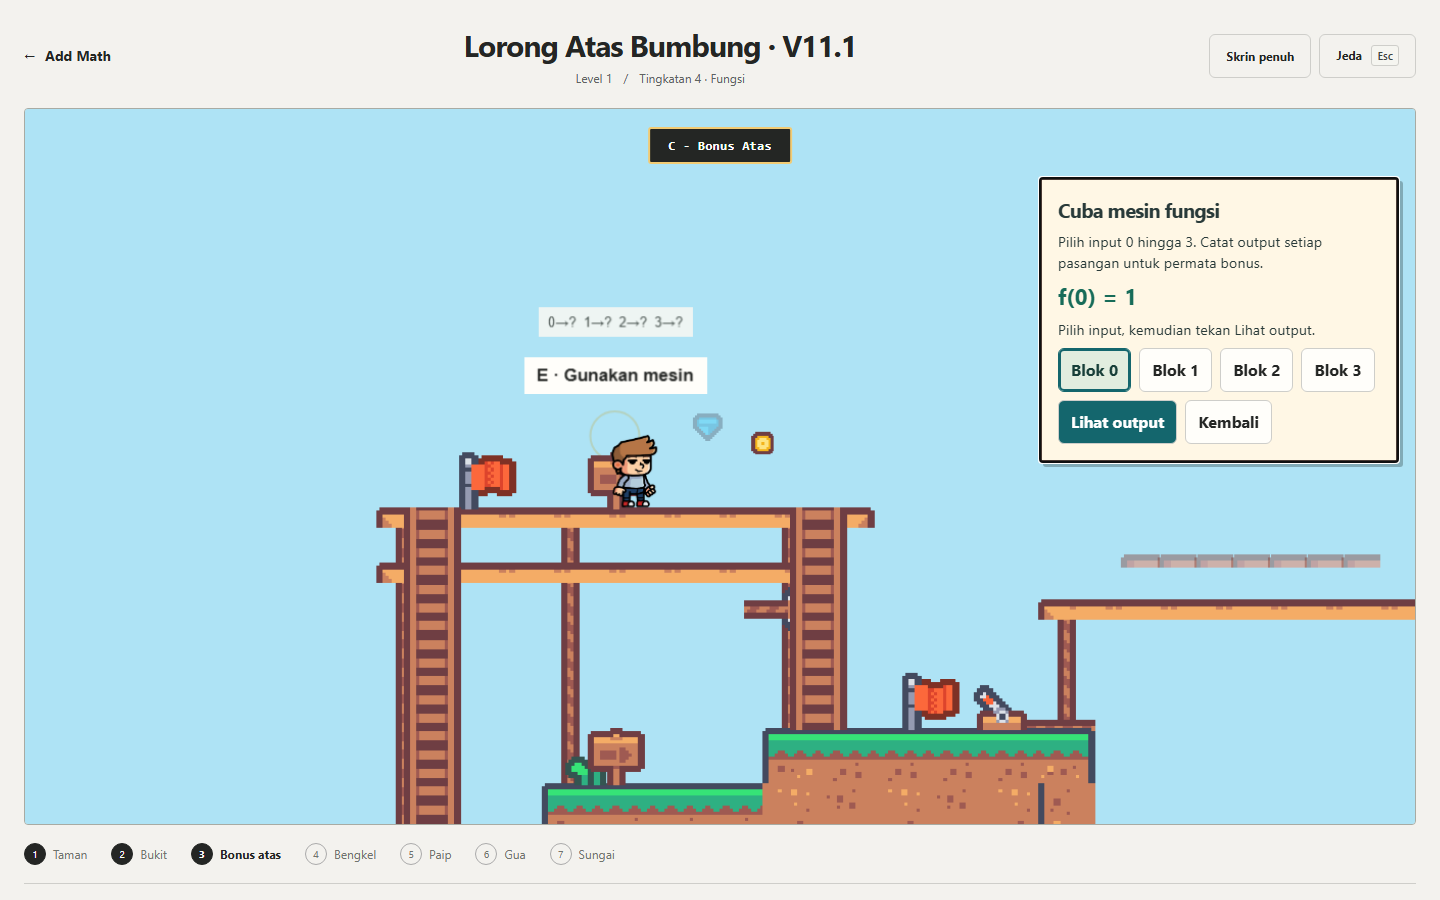 ← Add Math
Lorong Atas Bumbung · V11.1
Level 1 / Tingkatan 4 · Fungsi
Skrin penuh
Jeda Esc
C - Bonus Atas
Cuba mesin fungsi
Pilih input 0 hingga 3. Catat output setiap
pasangan untuk permata bonus.
f(0) = 1
Pilih input, kemudian tekan Lihat output.
Blok 0 Blok 1 Blok 2 Blok 3
Lihat output Kembali
0→? 1→? 2→? 3→?
E · Gunakan mesin
1 Taman 2 Bukit 3 Bonus atas 4 Bengkel 5 Paip 6 Gua 7 Sungai